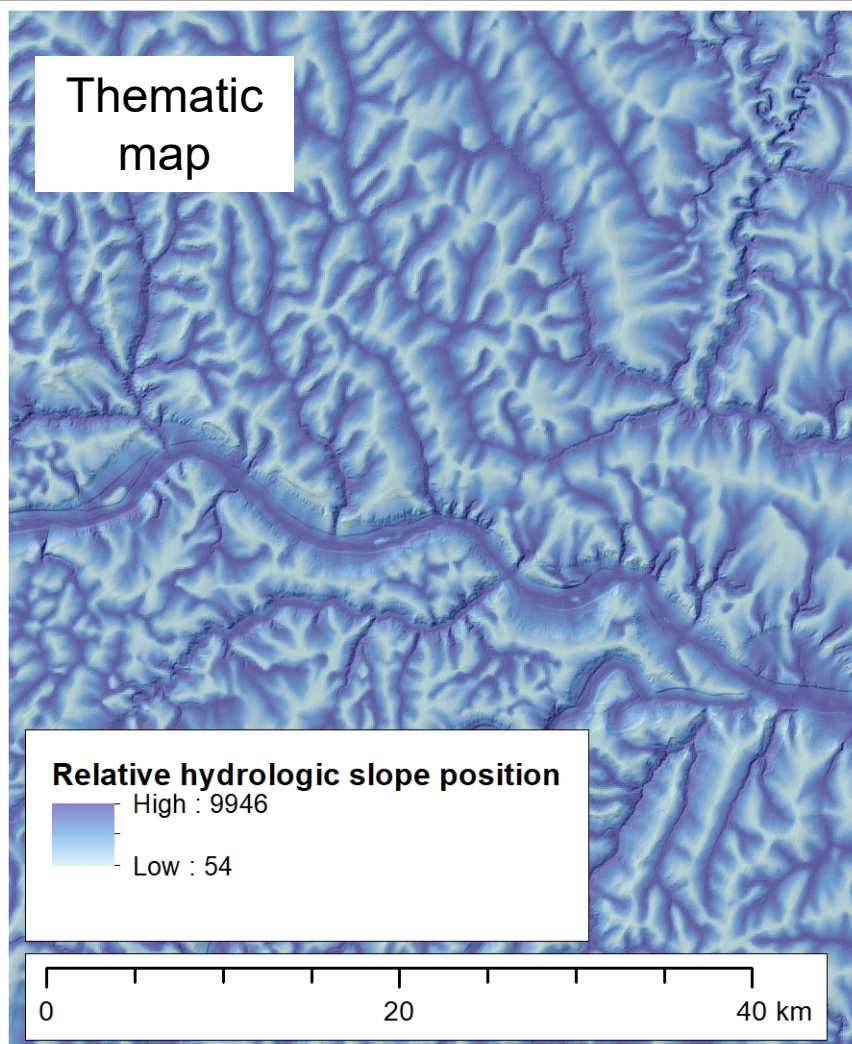 Thematic
map
Relative hydrologic slope position
High : 9946
Low : 54
0 20 40 km